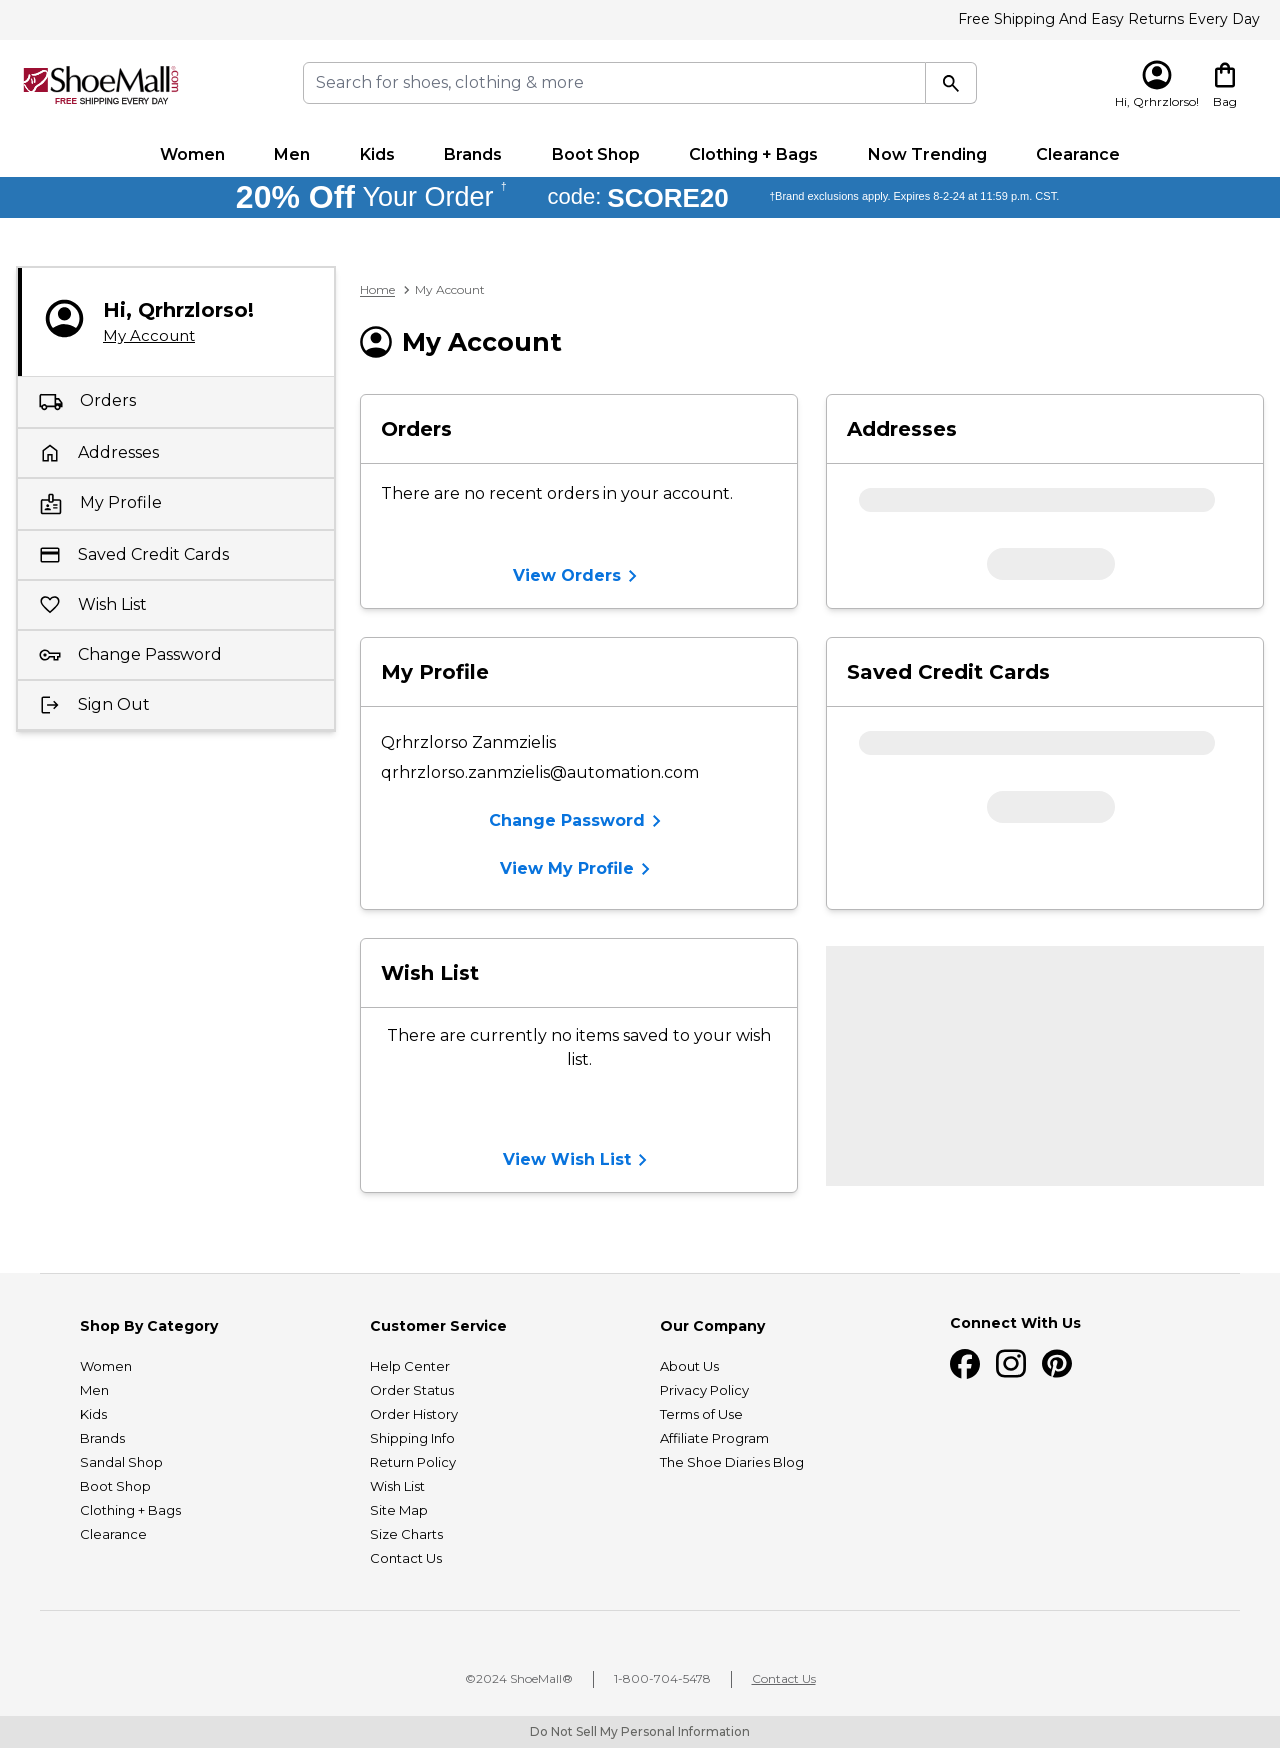 Free Shipping And Easy Returns Every Day
ShoeMall.com®
FREE SHIPPING EVERY DAY
Search for shoes, clothing & more
Hi, Qrhrzlorso!
Bag
Women Men Kids Brands Boot Shop Clothing + Bags Now Trending Clearance
20% Off Your Order † code: SCORE20 †Brand exclusions apply. Expires 8-2-24 at 11:59 p.m. CST.
Hi, Qrhrzlorso!
My Account
Orders
Addresses
My Profile
Saved Credit Cards
Wish List
Change Password
Sign Out
Home > My Account
My Account
Orders
There are no recent orders in your account.
View Orders
Addresses
My Profile
Qrhrzlorso Zanmzielis
qrhrzlorso.zanmzielis@automation.com
Change Password
View My Profile
Saved Credit Cards
Wish List
There are currently no items saved to your wish
list.
View Wish List
Shop By Category
Women
Men
Kids
Brands
Sandal Shop
Boot Shop
Clothing + Bags
Clearance
Customer Service
Help Center
Order Status
Order History
Shipping Info
Return Policy
Wish List
Site Map
Size Charts
Contact Us
Our Company
About Us
Privacy Policy
Terms of Use
Affiliate Program
The Shoe Diaries Blog
Connect With Us
©2024 ShoeMall® | 1-800-704-5478 | Contact Us
Do Not Sell My Personal Information